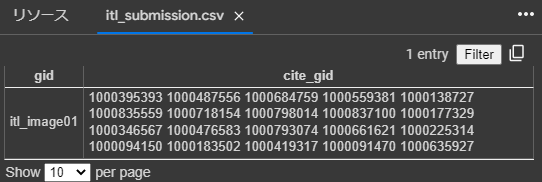 リソース
itl_submission.csv ×
1 entry Filter
gid cite_gid
itl_image01
1000395393 1000487556 1000684759 1000559381 1000138727
1000835559 1000718154 1000798014 1000837100 1000177329
1000346567 1000476583 1000793074 1000661621 1000225314
1000094150 1000183502 1000419317 1000091470 1000635927
Show 10 per page